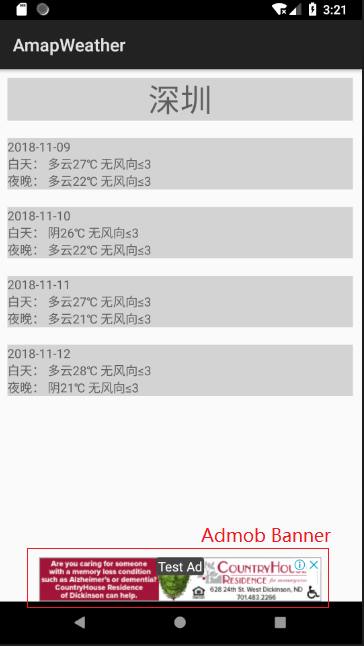 3:21
AmapWeather
深圳
2018-11-09
白天： 多云27℃ 无风向≤3
夜晚： 多云22℃ 无风向≤3
2018-11-10
白天： 阴26℃ 无风向≤3
夜晚： 多云22℃ 无风向≤3
2018-11-11
白天： 多云27℃ 无风向≤3
夜晚： 多云21℃ 无风向≤3
2018-11-12
白天： 多云28℃ 无风向≤3
夜晚： 阴21℃ 无风向≤3
Admob Banner
Are you caring for someone
with a memory loss condition
such as Alzheimer's or dementia?
CountryHouse Residence
of Dickinson can help.
Test Ad
COUNTRYHOU
RESIDENCE for memory care
628 24th St. West Dickinson, ND
701.483.2266